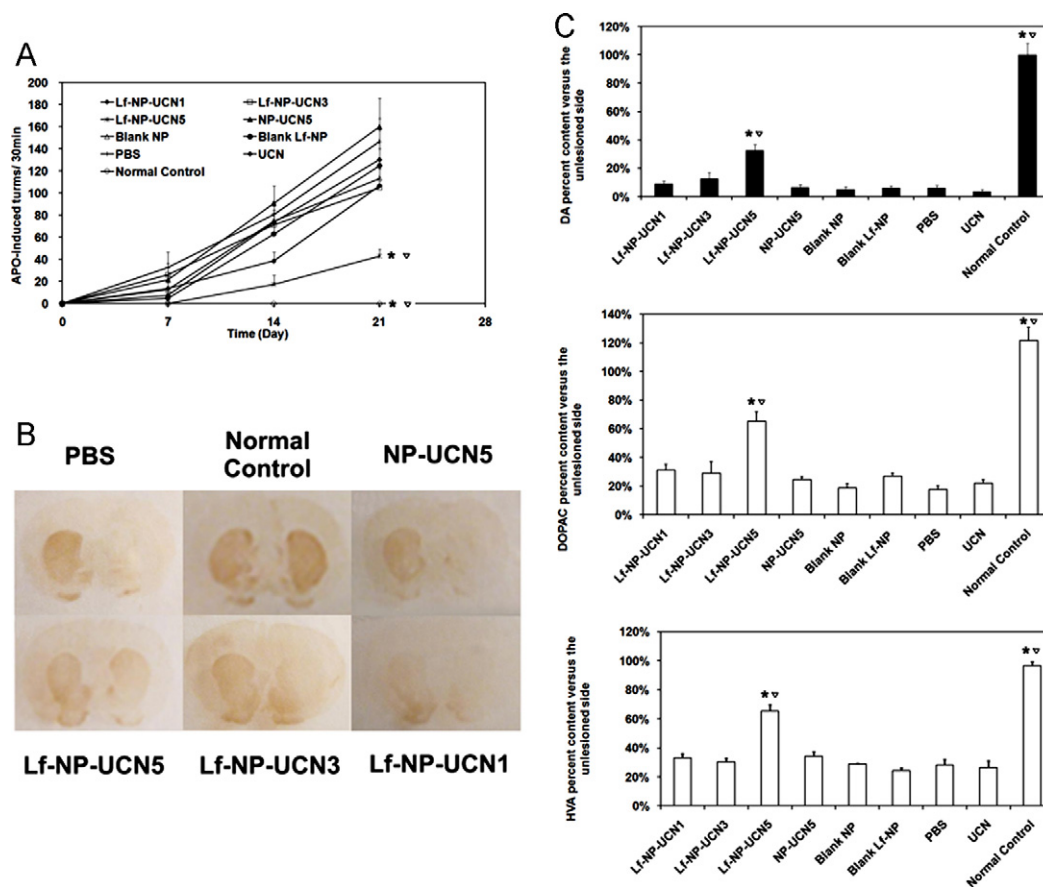 A
200
180
160
140
120
100
80
60
40
20
0
APO-Induced turms/ 30min
Lf-NP-UCN1 Lf-NP-UCN3
Lf-NP-UCN5 NP-UCN5
Blank NP Blank Lf-NP
PBS UCN
Normal Control
* ▿
* ▿
0 7 14 21 28
Time (Day)
B
PBS Normal Control NP-UCN5
Lf-NP-UCN5 Lf-NP-UCN3 Lf-NP-UCN1
C
DA percent content versus the
unlesioned side
120%
100%
80%
60%
40%
20%
0%
*▿
*▿
Lf-NP-UCN1
Lf-NP-UCN3
Lf-NP-UCN5
NP-UCN5
Blank NP
Blank Lf-NP
PBS
UCN
Normal Control
DOPAC percent content versus the
unlesioned side
140%
120%
100%
80%
60%
40%
20%
0%
*▿
*▿
Lf-NP-UCN1
Lf-NP-UCN3
Lf-NP-UCN5
NP-UCN5
Blank NP
Blank Lf-NP
PBS
UCN
Normal Control
HVA percent content versus the
unlesioned side
120%
100%
80%
60%
40%
20%
0%
*▿
*▿
Lf-NP-UCN1
Lf-NP-UCN3
Lf-NP-UCN5
NP-UCN5
Blank NP
Blank Lf-NP
PBS
UCN
Normal Control